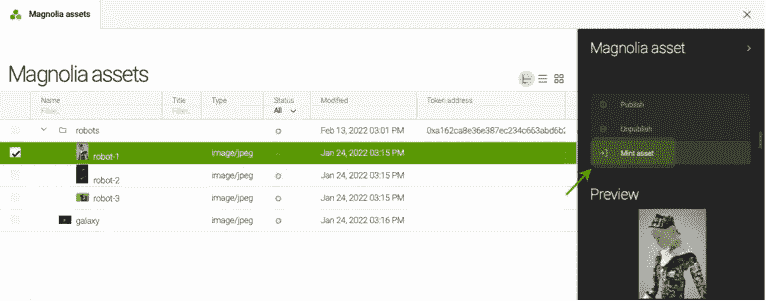 Magnolia assets
Magnolia asset
Magnolia assets
Publish
Unpublish
Mint asset
Name Title Type Status Modified Token address
Filter... Filter... All
robots Feb 13, 2022 03:01 PM
robot-1 image/jpeg Jan 24, 2022 03:15 PM
robot-2 image/jpeg Jan 24, 2022 03:15 PM
robot-3 image/jpeg Jan 24, 2022 03:15 PM
galaxy image/jpeg Jan 24, 2022 03:16 PM
Preview